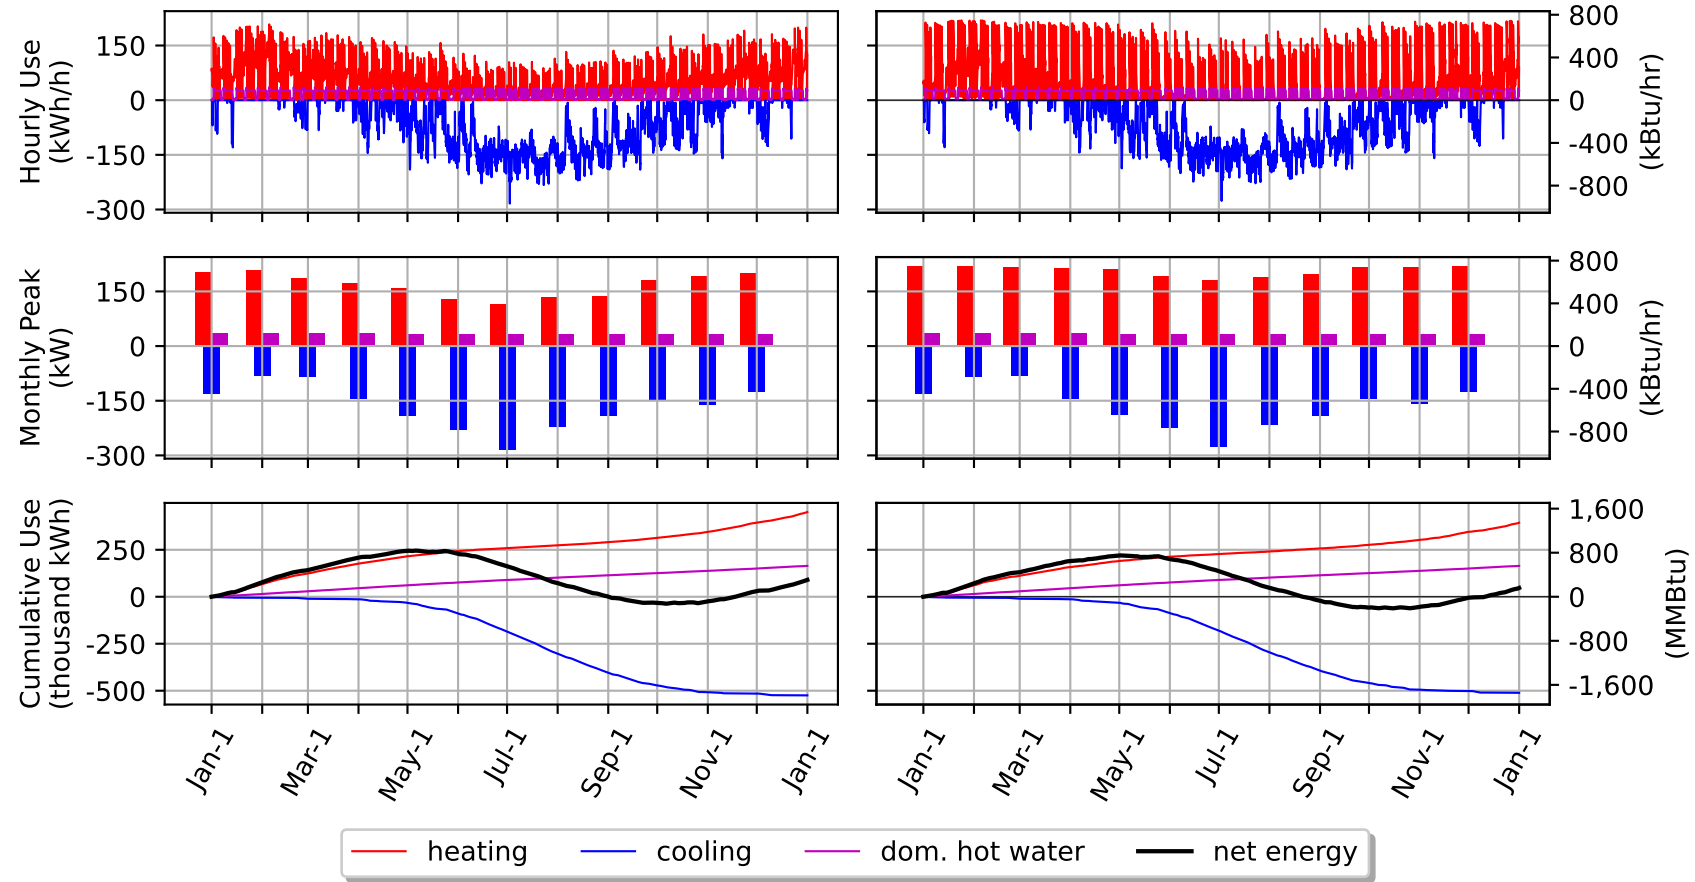 Hourly Use
(kWh/h)
150
0
-150
-300
800
400
0
-400
-800
(kBtu/hr)
Monthly Peak
(kW)
150
0
-150
-300
800
400
0
-400
-800
(kBtu/hr)
Cumulative Use
(thousand kWh)
250
0
-250
-500
1,600
800
0
-800
-1,600
(MMBtu)
Jan-1 Mar-1 May-1 Jul-1 Sep-1 Nov-1 Jan-1
Jan-1 Mar-1 May-1 Jul-1 Sep-1 Nov-1 Jan-1
heating cooling dom. hot water net energy